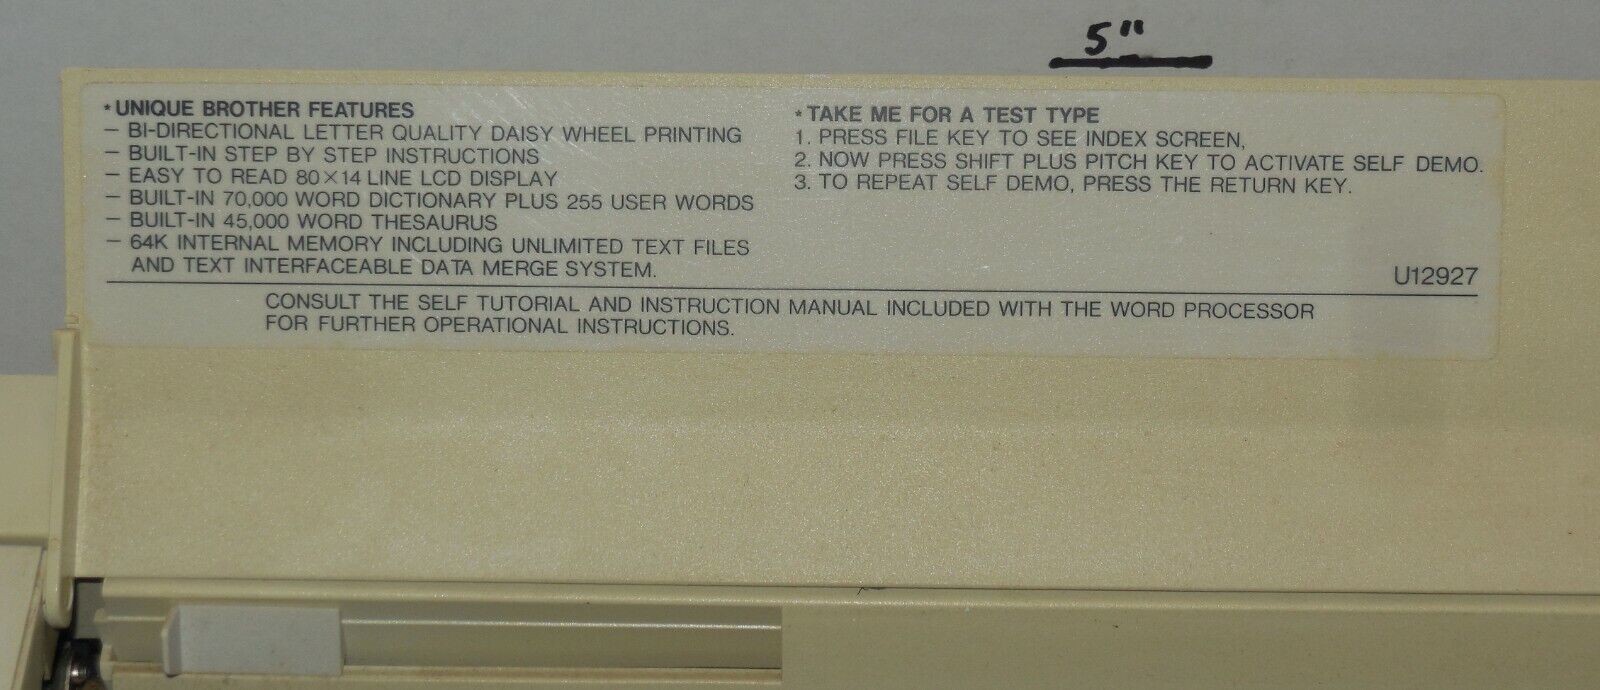 5"
*UNIQUE BROTHER FEATURES
– BI-DIRECTIONAL LETTER QUALITY DAISY WHEEL PRINTING
– BUILT-IN STEP BY STEP INSTRUCTIONS
– EASY TO READ 80×14 LINE LCD DISPLAY
– BUILT-IN 70,000 WORD DICTIONARY PLUS 255 USER WORDS
– BUILT-IN 45,000 WORD THESAURUS
– 64K INTERNAL MEMORY INCLUDING UNLIMITED TEXT FILES
AND TEXT INTERFACEABLE DATA MERGE SYSTEM.
*TAKE ME FOR A TEST TYPE
1. PRESS FILE KEY TO SEE INDEX SCREEN,
2. NOW PRESS SHIFT PLUS PITCH KEY TO ACTIVATE SELF DEMO.
3. TO REPEAT SELF DEMO, PRESS THE RETURN KEY.
U12927
CONSULT THE SELF TUTORIAL AND INSTRUCTION MANUAL INCLUDED WITH THE WORD PROCESSOR
FOR FURTHER OPERATIONAL INSTRUCTIONS.